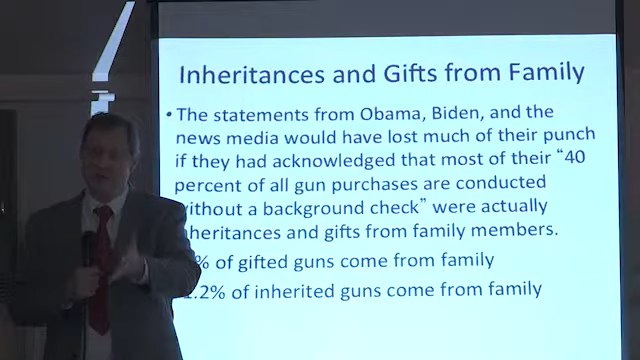 Inheritances and Gifts from Family
• The statements from Obama, Biden, and the
news media would have lost much of their punch
if they had acknowledged that most of their “40
percent of all gun purchases are conducted
without a background check” were actually
inheritances and gifts from family members.
% of gifted guns come from family
.2% of inherited guns come from family